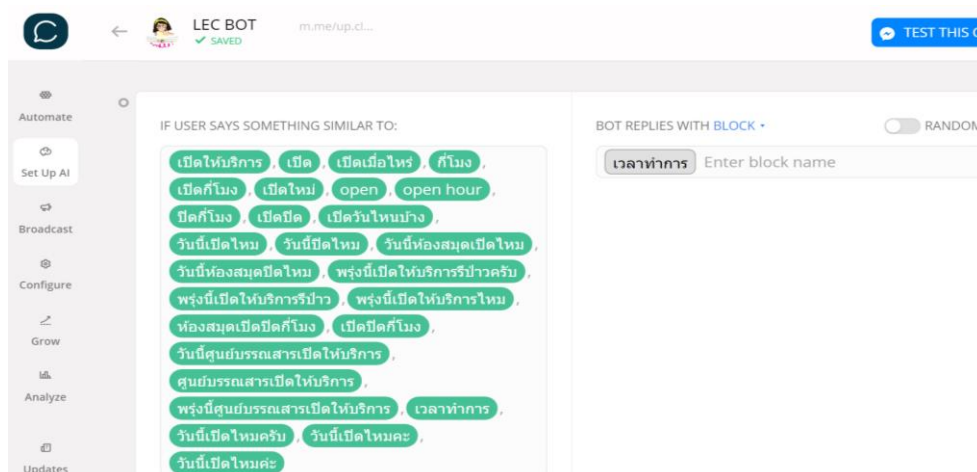 LEC BOT
m.me/up.cl...
SAVED
TEST THIS
Automate
Set Up AI
Broadcast
Configure
Grow
Analyze
Updates
IF USER SAYS SOMETHING SIMILAR TO:
เปิดให้บริการ , เปิด , เปิดเมื่อไหร่ , กี่โมง ,
เปิดกี่โมง , เปิดใหม่ , open , open hour ,
ปิดกี่โมง , เปิดปิด , เปิดวันไหนบ้าง ,
วันนี้เปิดไหม , วันนี้ปิดไหม , วันนี้ห้องสมุดเปิดไหม ,
วันนี้ห้องสมุดปิดไหม , พรุ่งนี้เปิดให้บริการรึป่าวครับ ,
พรุ่งนี้เปิดให้บริการรึป่าว , พรุ่งนี้เปิดให้บริการไหม ,
ห้องสมุดเปิดปิดกี่โมง , เปิดปิดกี่โมง ,
วันนี้ศูนย์บรรณสารเปิดให้บริการ ,
ศูนย์บรรณสารเปิดให้บริการ ,
พรุ่งนี้ศูนย์บรรณสารเปิดให้บริการ , เวลาทำการ ,
วันนี้เปิดไหมครับ , วันนี้เปิดไหมคะ ,
วันนี้เปิดไหมค่ะ
BOT REPLIES WITH BLOCK
RANDOM
เวลาทำการ Enter block name